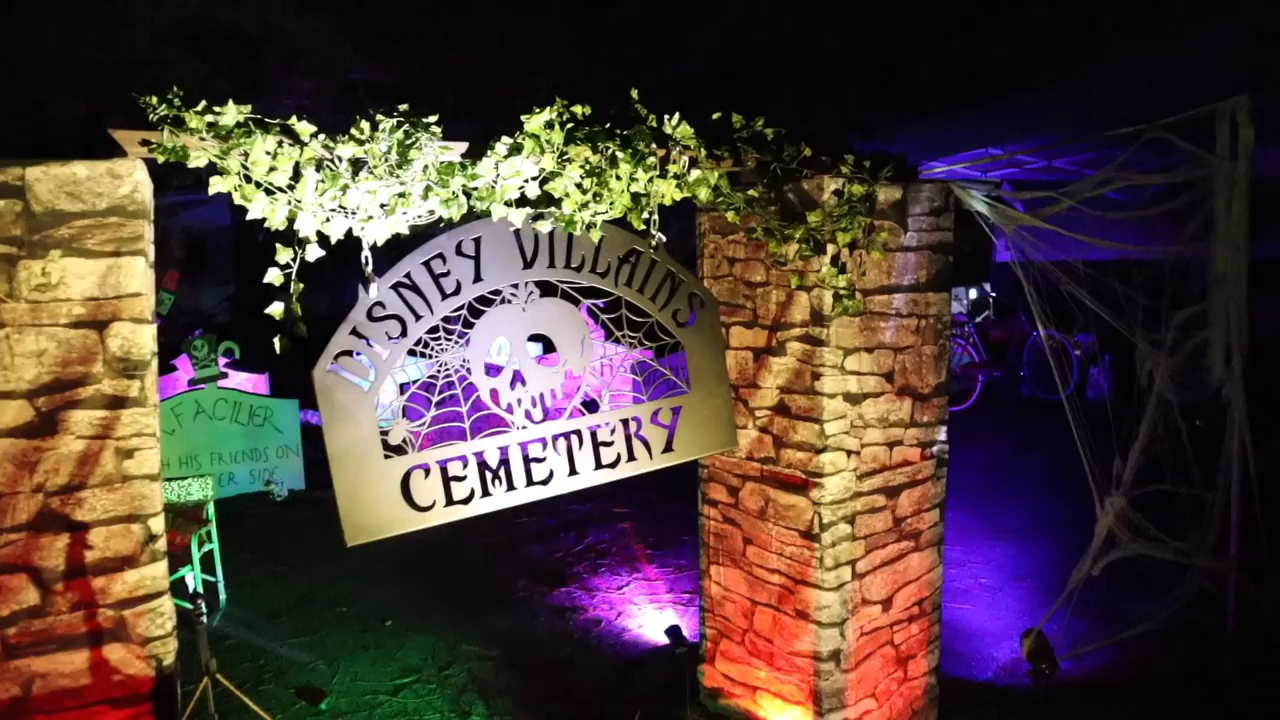 DISNEY VILLAINS
CEMETERY
. FACILIER
H HIS FRIENDS ON
ER SIDE